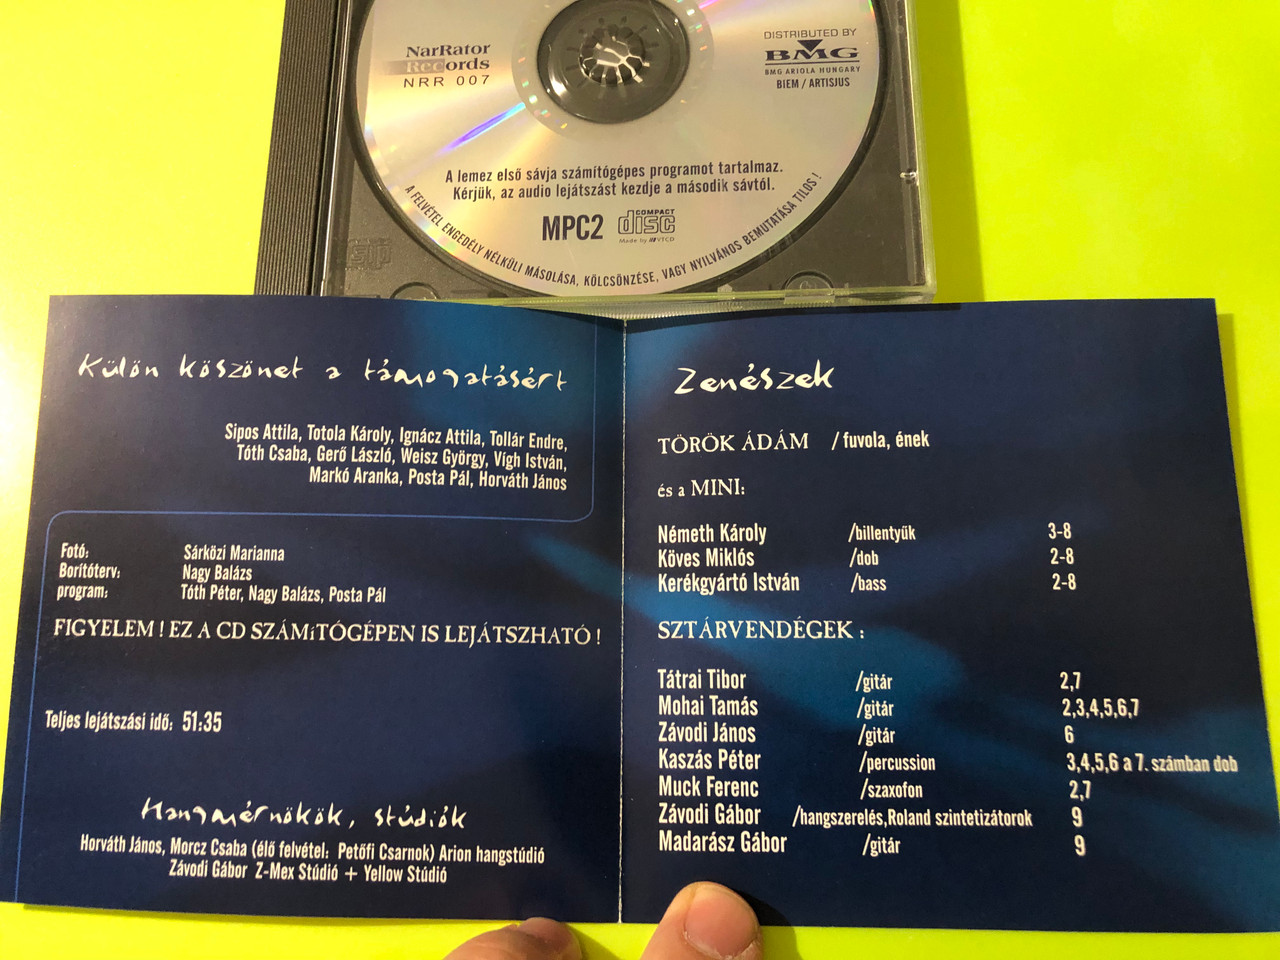 NarRator
Records
NRR 007
DISTRIBUTED BY
BMG
BMG ARIOLA HUNGARY
BIEM / ARTISJUS
A lemez első sávja számítógépes programot tartalmaz.
Kérjük, az audio lejátszást kezdje a második sávtól.
MPC2
COMPACT
disc
Made by VTCD
A FELVÉTEL ENGEDÉLY NÉLKÜLI MÁSOLÁSA, KÖLCSÖNZÉSE, VAGY NYILVÁNOS BEMUTATÁSA TILOS !
Külön köszönet a támogatásért
Sipos Attila, Totola Károly, Ignácz Attila, Tollár Endre,
Tóth Csaba, Gerő László, Weisz György, Vígh István,
Markó Aranka, Posta Pál, Horváth János
Fotó: Sárközi Marianna
Borítóterv: Nagy Balázs
program: Tóth Péter, Nagy Balázs, Posta Pál
FIGYELEM ! EZ A CD SZÁMíTÓGÉPEN IS LEJÁTSZHATÓ !
Teljes lejátszási idő: 51:35
Hangmérnökök, stúdiók
Horváth János, Morcz Csaba (élő felvétel: Petőfi Csarnok) Arion hangstúdió
Závodi Gábor Z-Mex Stúdió + Yellow Stúdió
Zenészek
TÖRÖK ÁDÁM / fuvola, ének
és a MINI:
Németh Károly /billentyűk 3-8
Köves Miklós /dob 2-8
Kerékgyártó István /bass 2-8
SZTÁRVENDÉGEK :
Tátrai Tibor /gitár 2,7
Mohai Tamás /gitár 2,3,4,5,6,7
Závodi János /gitár 6
Kaszás Péter /percussion 3,4,5,6 a 7. számban dob
Muck Ferenc /szaxofon 2,7
Závodi Gábor /hangszerelés,Roland szintetizátorok 9
Madarász Gábor /gitár 9